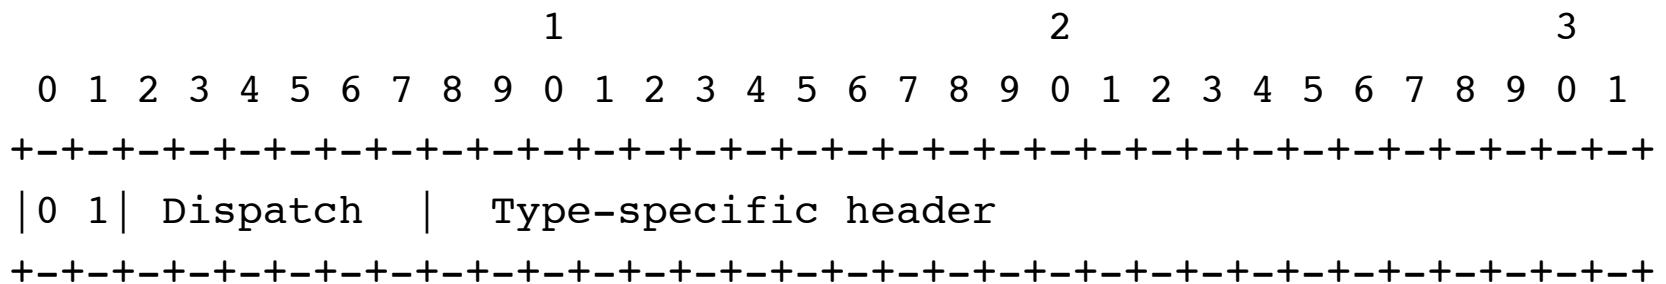 1                   2                   3
 0 1 2 3 4 5 6 7 8 9 0 1 2 3 4 5 6 7 8 9 0 1 2 3 4 5 6 7 8 9 0 1
+-+-+-+-+-+-+-+-+-+-+-+-+-+-+-+-+-+-+-+-+-+-+-+-+-+-+-+-+-+-+-+-+
|0 1| Dispatch  |  Type-specific header
+-+-+-+-+-+-+-+-+-+-+-+-+-+-+-+-+-+-+-+-+-+-+-+-+-+-+-+-+-+-+-+-+